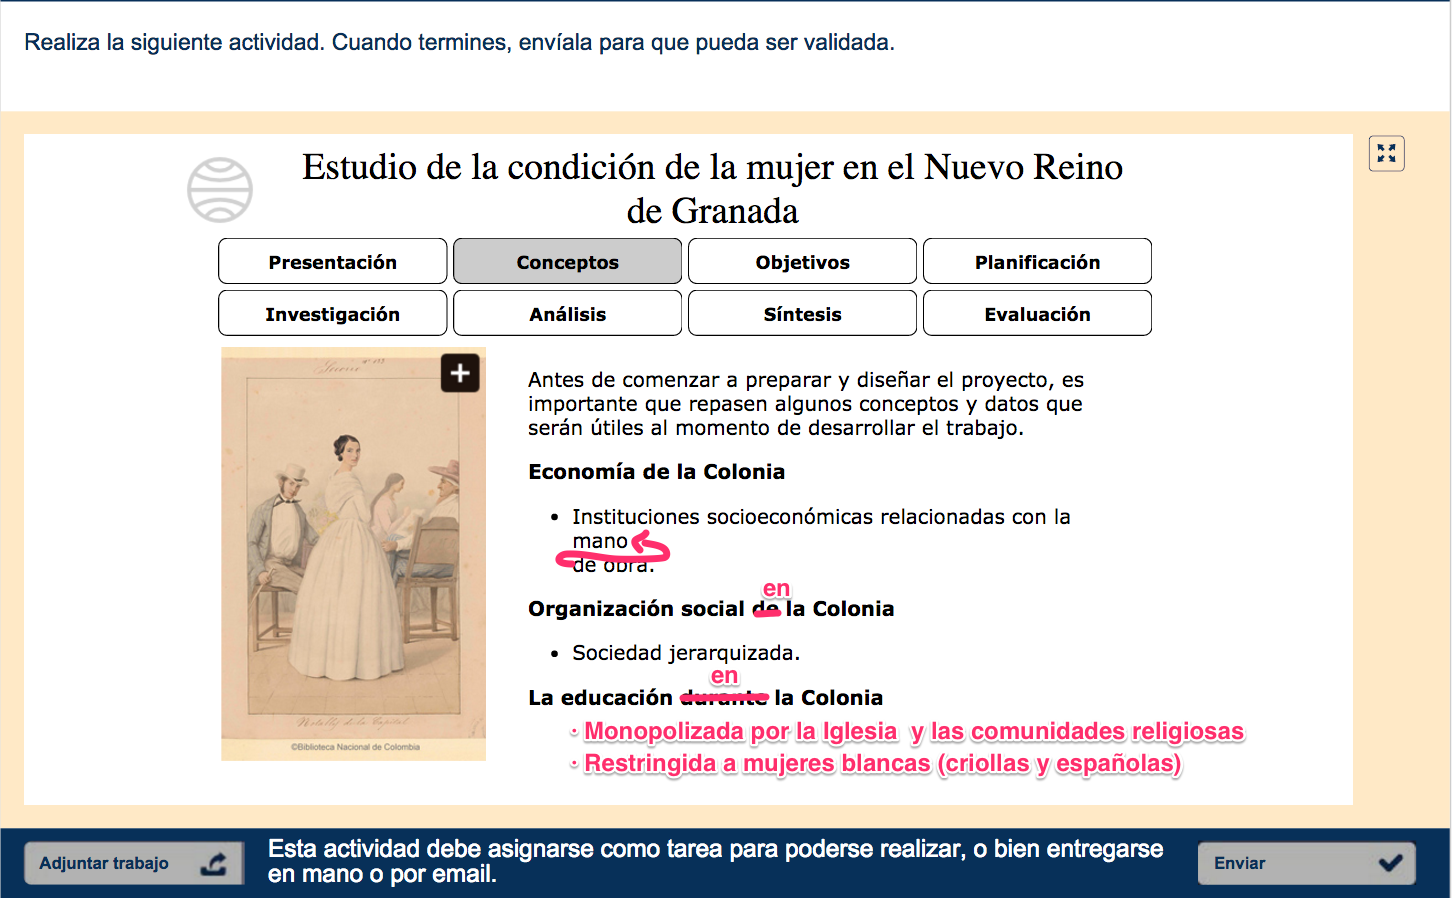 Realiza la siguiente actividad. Cuando termines, envíala para que pueda ser validada.
Estudio de la condición de la mujer en el Nuevo Reino
de Granada
Presentación Conceptos Objetivos Planificación
Investigación Análisis Síntesis Evaluación
Antes de comenzar a preparar y diseñar el proyecto, es
importante que repasen algunos conceptos y datos que
serán útiles al momento de desarrollar el trabajo.
Economía de la Colonia
• Instituciones socioeconómicas relacionadas con la
mano
de obra.
en
Organización social de la Colonia
• Sociedad jerarquizada.
en
La educación durante la Colonia
· Monopolizada por la Iglesia y las comunidades religiosas
· Restringida a mujeres blancas (criollas y españolas)
©Biblioteca Nacional de Colombia
Adjuntar trabajo
Esta actividad debe asignarse como tarea para poderse realizar, o bien entregarse
en mano o por email.
Enviar